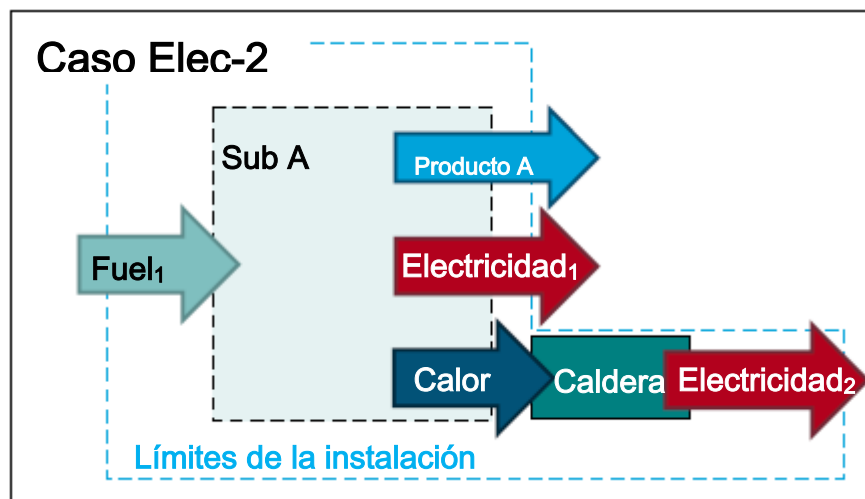 Caso Elec-2
Sub A
Producto A
Fuel₁
Electricidad₁
Calor
Caldera
Electricidad₂
Límites de la instalación